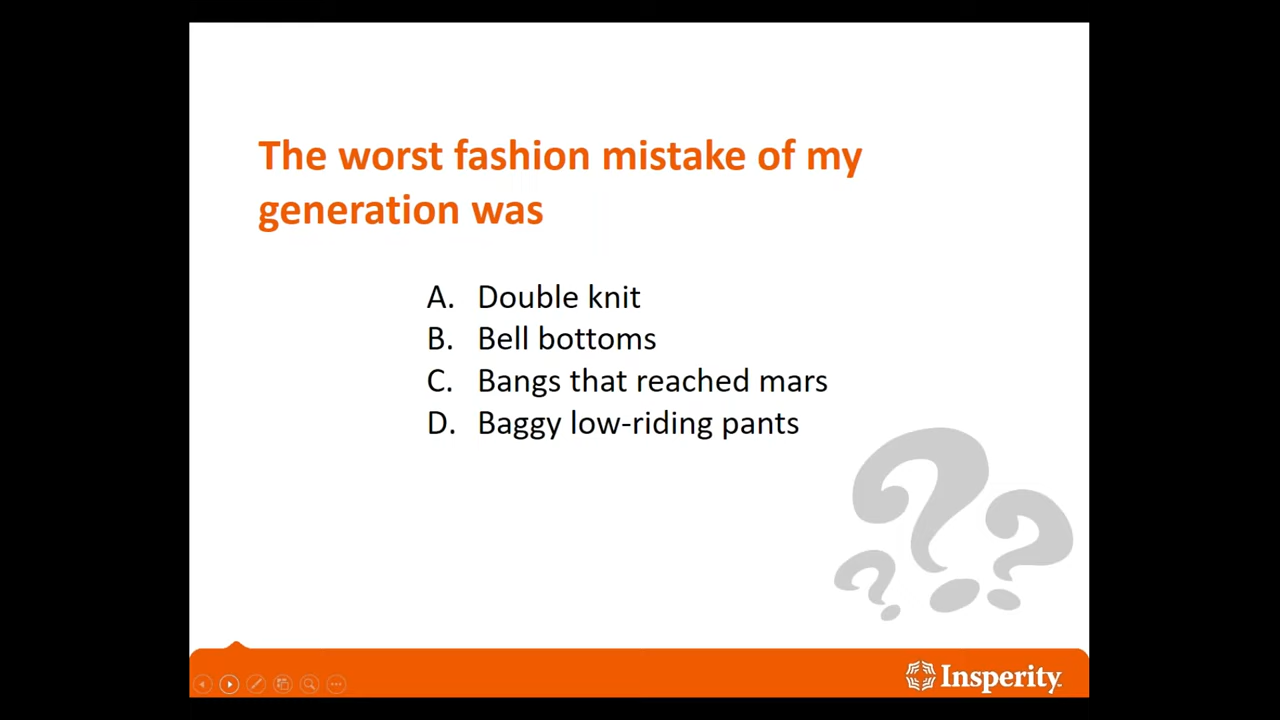 The worst fashion mistake of my
generation was
A. Double knit
B. Bell bottoms
C. Bangs that reached mars
D. Baggy low-riding pants
Insperity